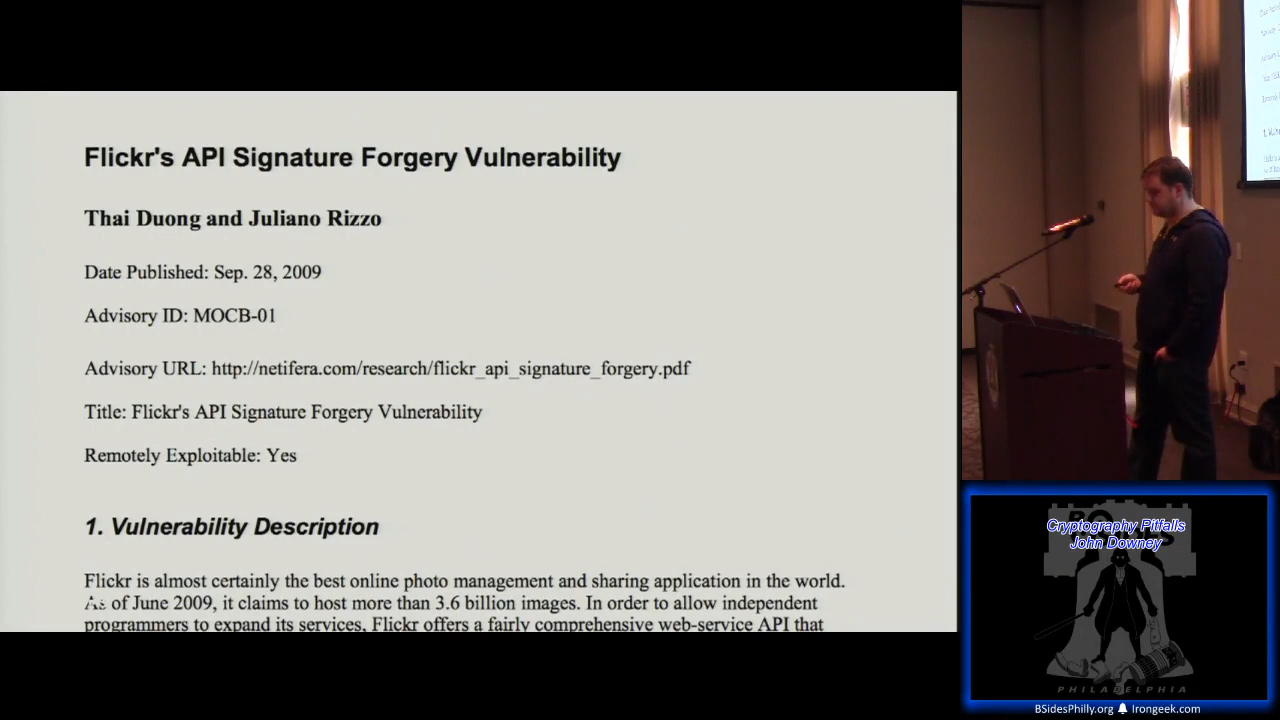 Flickr's API Signature Forgery Vulnerability
Thai Duong and Juliano Rizzo
Date Published: Sep. 28, 2009
Advisory ID: MOCB-01
Advisory URL: http://netifera.com/research/flickr_api_signature_forgery.pdf
Title: Flickr's API Signature Forgery Vulnerability
Remotely Exploitable: Yes
1. Vulnerability Description
Flickr is almost certainly the best online photo management and sharing application in the world.
As of June 2009, it claims to host more than 3.6 billion images. In order to allow independent
programmers to expand its services, Flickr offers a fairly comprehensive web-service API that
Cryptography Pitfalls
John Downey
PHILADELPHIA
BSidesPhilly.org Irongeek.com